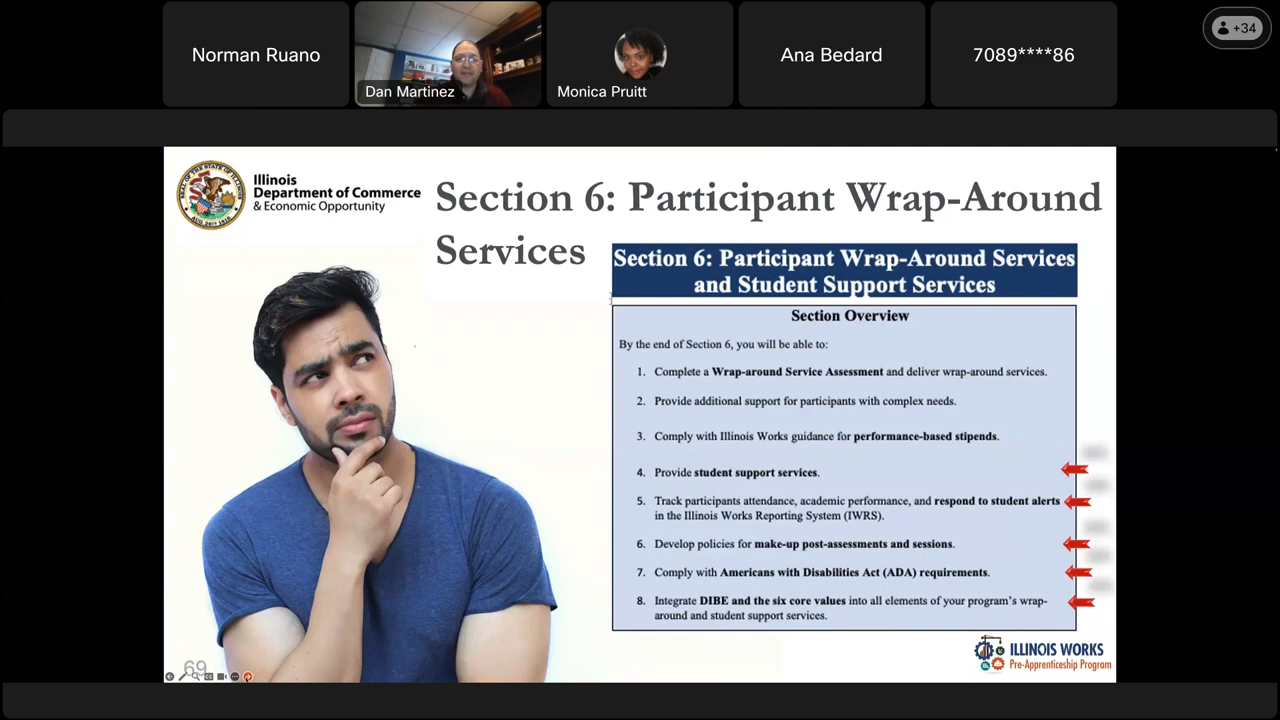 Norman Ruano
Dan Martinez
Monica Pruitt
Ana Bedard
7089****86
+34
Illinois
Department of Commerce
& Economic Opportunity
Section 6: Participant Wrap-Around
Services
Section 6: Participant Wrap-Around Services
and Student Support Services
Section Overview
By the end of Section 6, you will be able to:
1. Complete a Wrap-around Service Assessment and deliver wrap-around services.
2. Provide additional support for participants with complex needs.
3. Comply with Illinois Works guidance for performance-based stipends.
4. Provide student support services.
5. Track participants attendance, academic performance, and respond to student alerts
in the Illinois Works Reporting System (IWRS).
6. Develop policies for make-up post-assessments and sessions.
7. Comply with Americans with Disabilities Act (ADA) requirements.
8. Integrate DIBE and the six core values into all elements of your program's wrap-
around and student support services.
69
ILLINOIS WORKS
Pre-Apprenticeship Program